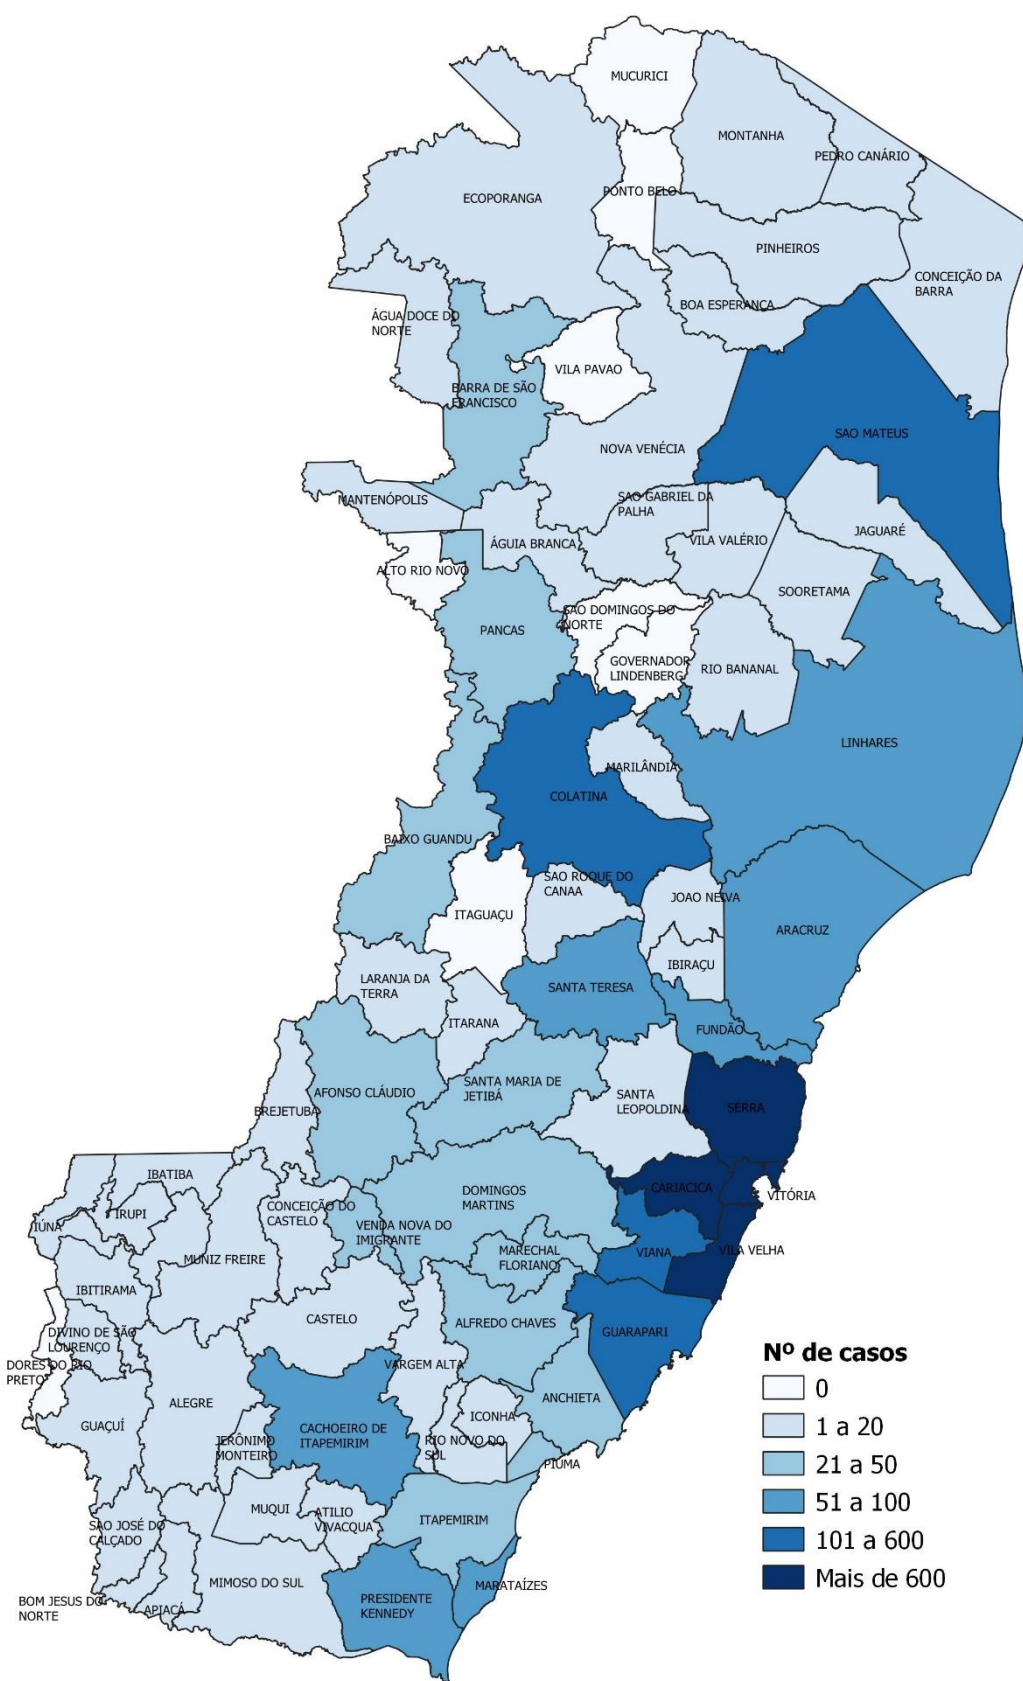 MUCURICI
MONTANHA
PEDRO CANÁRIO
ECOPORANGA
PONTO BELO
PINHEIROS
CONCEIÇÃO DA
BARRA
BOA ESPERANÇA
ÁGUA DOCE DO
NORTE
VILA PAVAO
BARRA DE SÃO
FRANCISCO
SAO MATEUS
NOVA VENÉCIA
MANTENÓPOLIS
SAO GABRIEL DA
PALHA
JAGUARÉ
VILA VALÉRIO
ÁGUIA BRANCA
ALTO RIO NOVO
SOORETAMA
SAO DOMINGOS DO
NORTE
PANCAS
GOVERNADOR
LINDENBERG
RIO BANANAL
LINHARES
MARILÂNDIA
COLATINA
BAIXO GUANDU
SAO ROQUE DO
CANAA
JOAO NEIVA
ITAGUAÇU
ARACRUZ
IBIRAÇU
LARANJA DA
TERRA
SANTA TERESA
ITARANA
FUNDÃO
SANTA MARIA DE
JETIBÁ
AFONSO CLÁUDIO
SANTA
LEOPOLDINA
SERRA
BREJETUBA
IBATIBA
CARIACICA
VITÓRIA
DOMINGOS
MARTINS
CONCEIÇÃO DO
CASTELO
IRUPI
IÚNA
VENDA NOVA DO
IMIGRANTE
MARECHAL
FLORIANO
VIANA
VILA VELHA
MUNIZ FREIRE
IBITIRAMA
CASTELO
ALFREDO CHAVES
GUARAPARI
DIVINO DE SÃO
LOURENÇO
DORES DO RIO
PRETO
VARGEM ALTA
ANCHIETA
ALEGRE
GUAÇUÍ
ICONHA
CACHOEIRO DE
ITAPEMIRIM
JERÔNIMO
MONTEIRO
RIO NOVO DO
SUL
PIUMA
MUQUI
ATILIO
VIVACQUA
ITAPEMIRIM
SAO JOSÉ DO
CALÇADO
MIMOSO DO SUL
MARATAÍZES
PRESIDENTE
KENNEDY
BOM JESUS DO
NORTE
APIACÁ
Nº de casos
0
1 a 20
21 a 50
51 a 100
101 a 600
Mais de 600